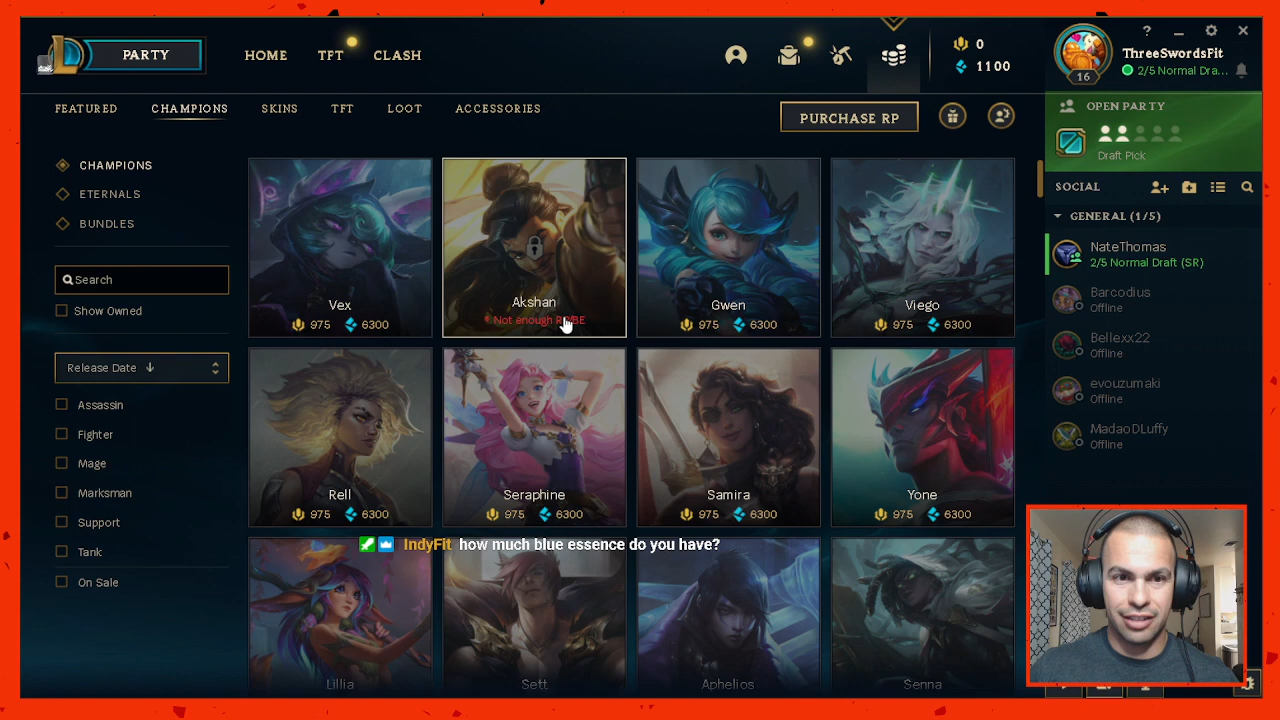 PARTY
HOME
TFT
CLASH
0
1100
16
ThreeSwordsFit
2/5 Normal Dra...
FEATURED
CHAMPIONS
SKINS
TFT
LOOT
ACCESSORIES
PURCHASE RP
OPEN PARTY
Draft Pick
CHAMPIONS
ETERNALS
BUNDLES
Search
Show Owned
Release Date
Assassin
Fighter
Mage
Marksman
Support
Tank
On Sale
Vex
975 6300
Akshan
Not enough
Gwen
975 6300
Viego
975 6300
Rell
975 6300
Seraphine
975 6300
Samira
975 6300
Yone
975 6300
IndyFit how much blue essence do you have?
Lillia
Sett
Aphelios
Senna
SOCIAL
GENERAL (1/5)
NateThomas
2/5 Normal Draft (SR)
Barcodius
Offline
Bellexx22
Offline
evouzumaki
Offline
MadaoDLuffy
Offline